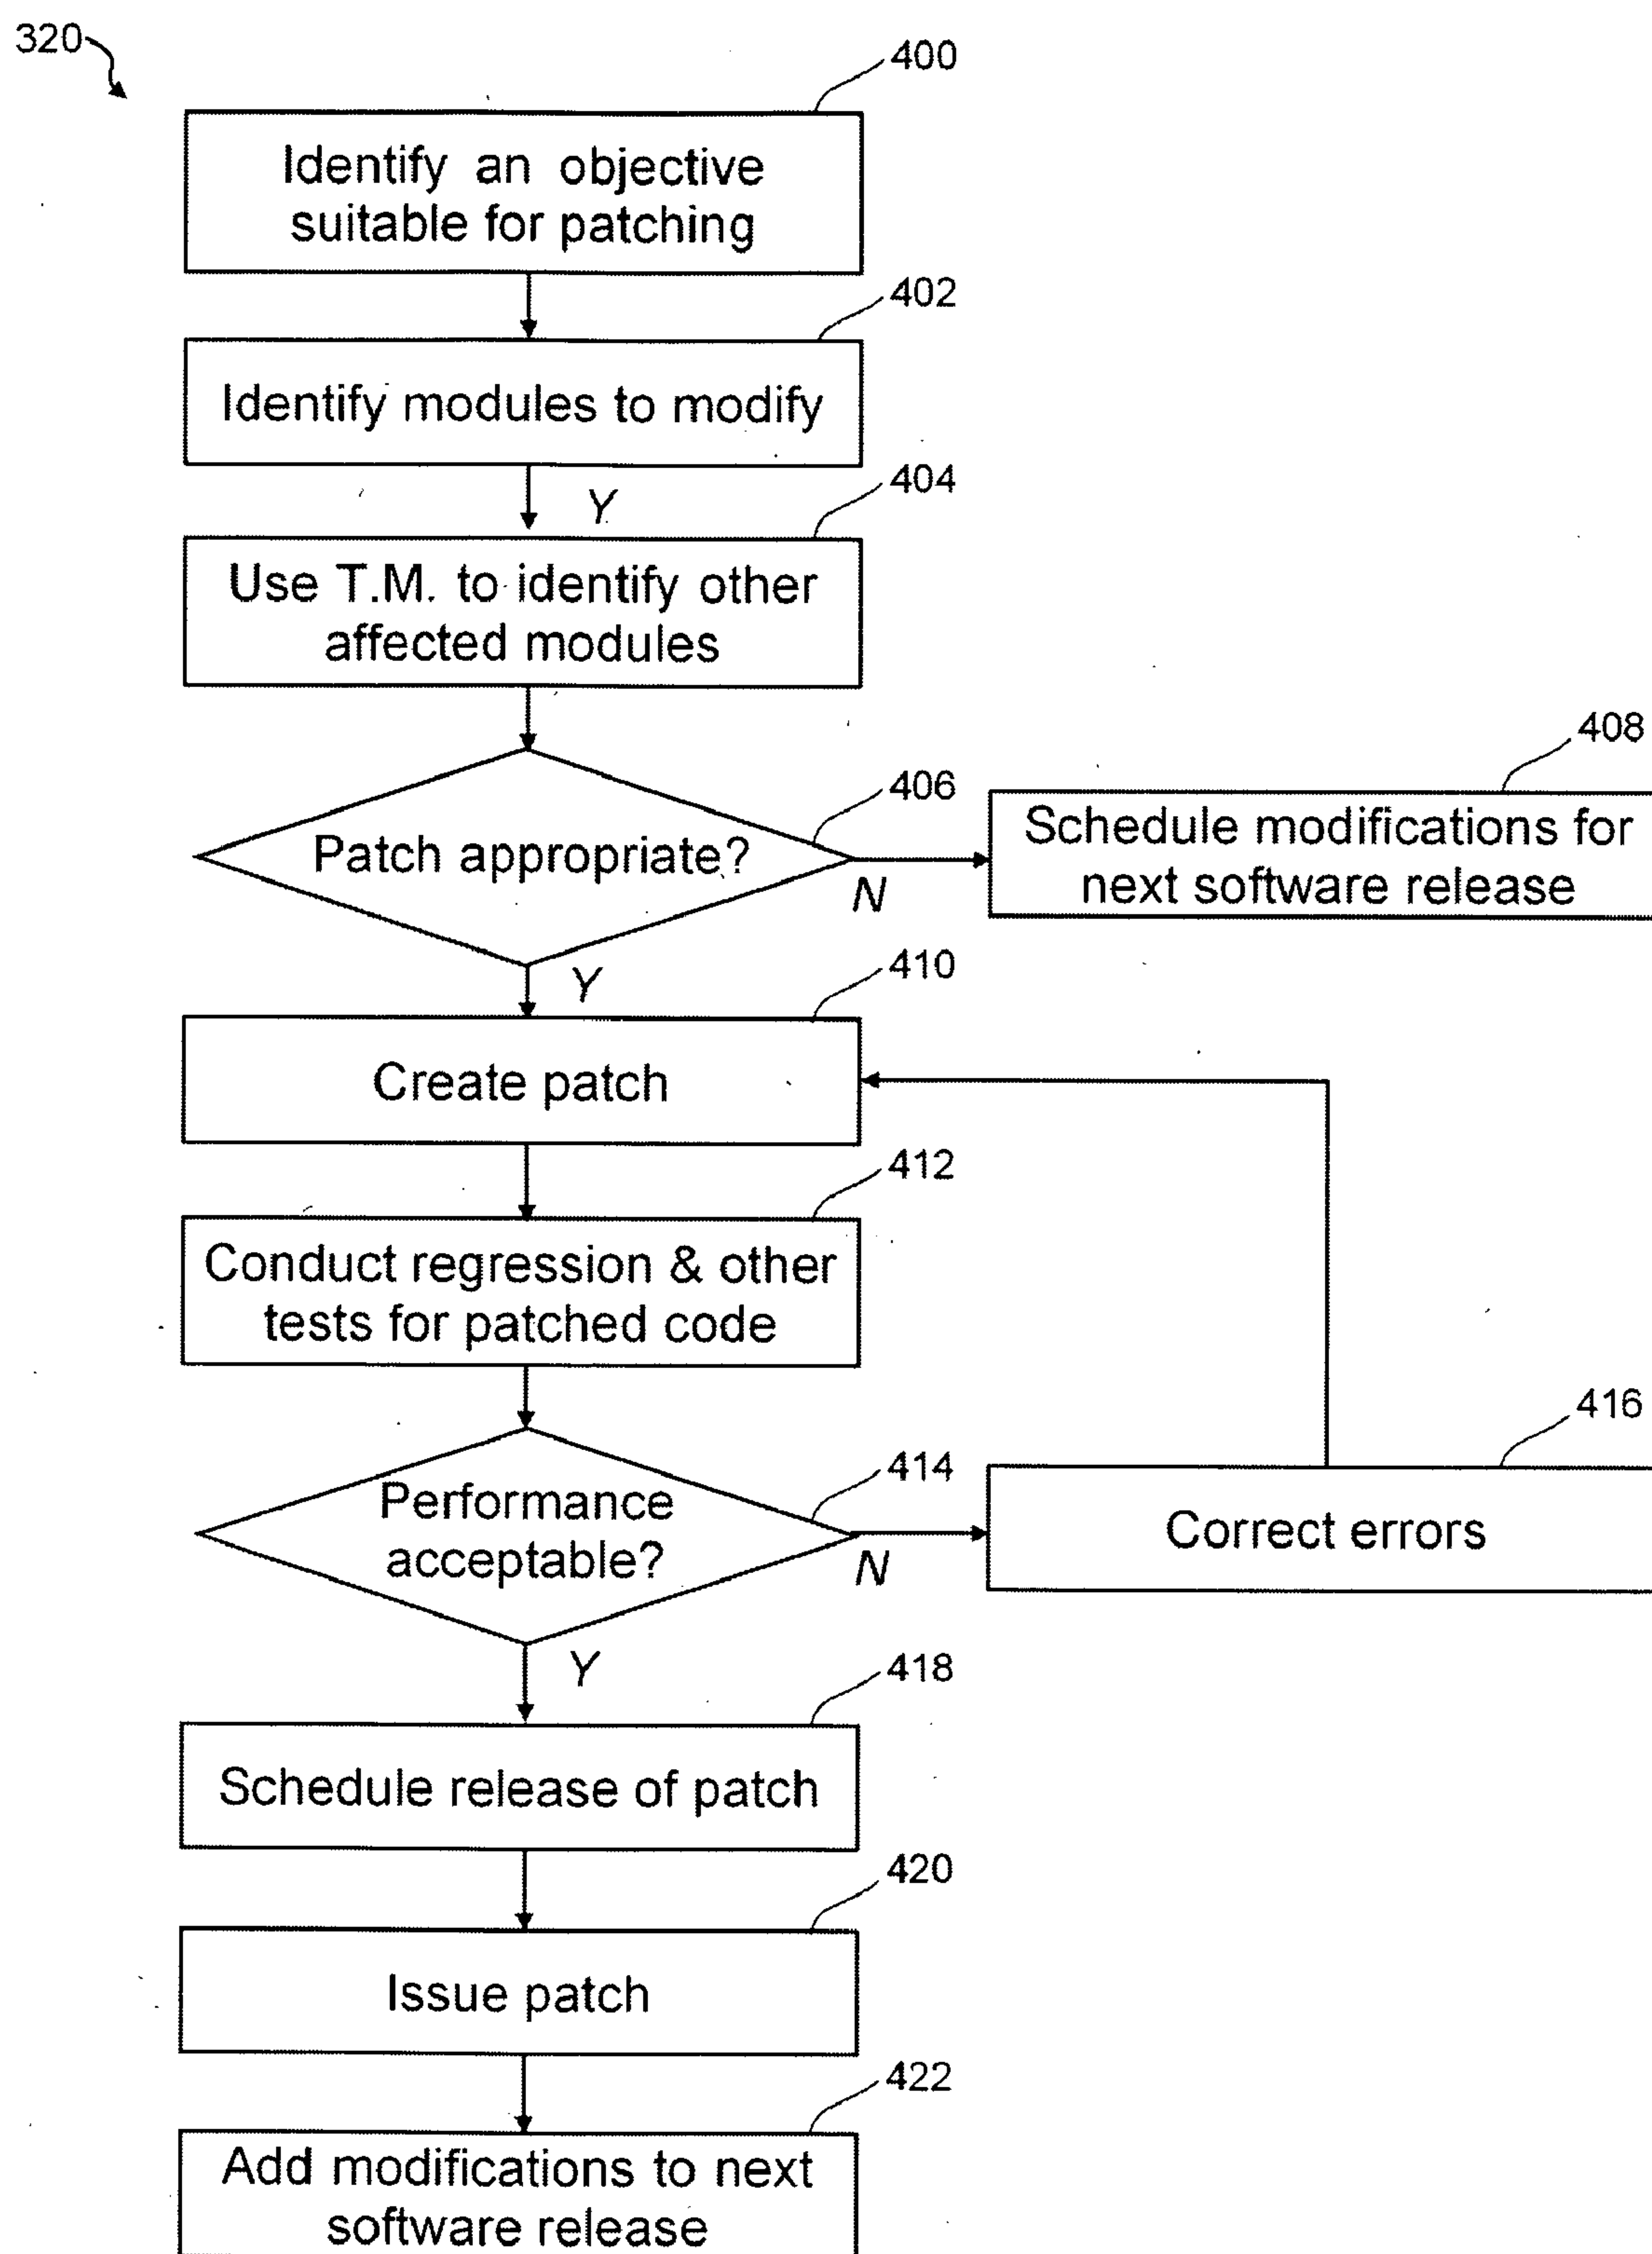 320
400
Identify an objective
suitable for patching
402
Identify modules to modify
Y
404
Use T.M. to identify other
affected modules
406
Patch appropriate?
N
408
Schedule modifications for
next software release
Y
410
Create patch
412
Conduct regression & other
tests for patched code
414
Performance
acceptable?
N
416
Correct errors
Y
418
Schedule release of patch
420
Issue patch
422
Add modifications to next
software release